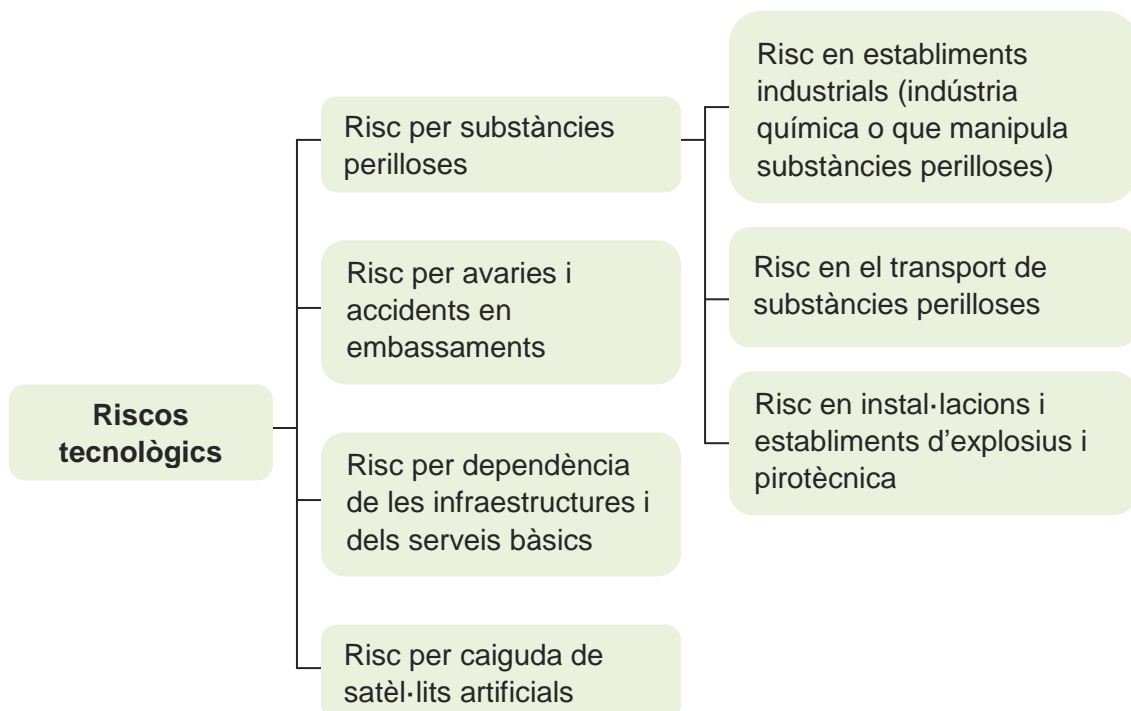 Riscos
tecnològics
Risc per substàncies
perilloses
Risc per avaries i
accidents en
embassaments
Risc per dependència
de les infraestructures i
dels serveis bàsics
Risc per caiguda de
satèl·lits artificials
Risc en establiments
industrials (indústria
química o que manipula
substàncies perilloses)
Risc en el transport de
substàncies perilloses
Risc en instal·lacions i
establiments d’explosius i
pirotècnica